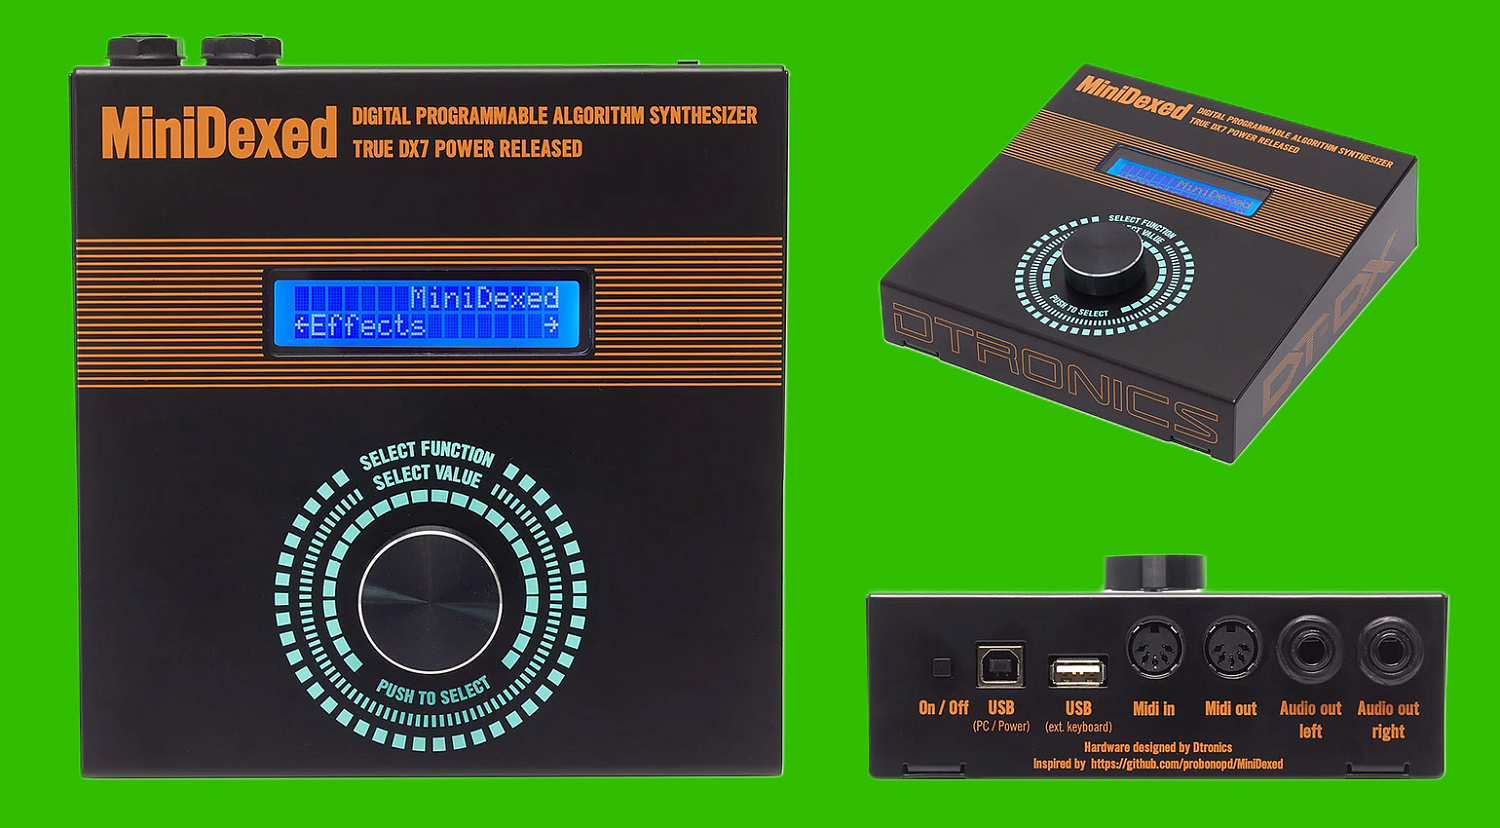 MiniDexed
DIGITAL PROGRAMMABLE ALGORITHM SYNTHESIZER
TRUE DX7 POWER RELEASED
MiniDexed
←Effects →
SELECT FUNCTION
SELECT VALUE
PUSH TO SELECT
MiniDexed
DIGITAL PROGRAMMABLE ALGORITHM SYNTHESIZER
TRUE DX7 POWER RELEASED
MiniDexed
SELECT FUNCTION
VALUE
PUSH TO SELECT
DTRONICS
On / Off
USB
(PC / Power)
USB
(ext. keyboard)
Midi in
Midi out
Audio out
left
Audio out
right
Hardware designed by Dtronics
Inspired by https://github.com/probonopd/MiniDexed